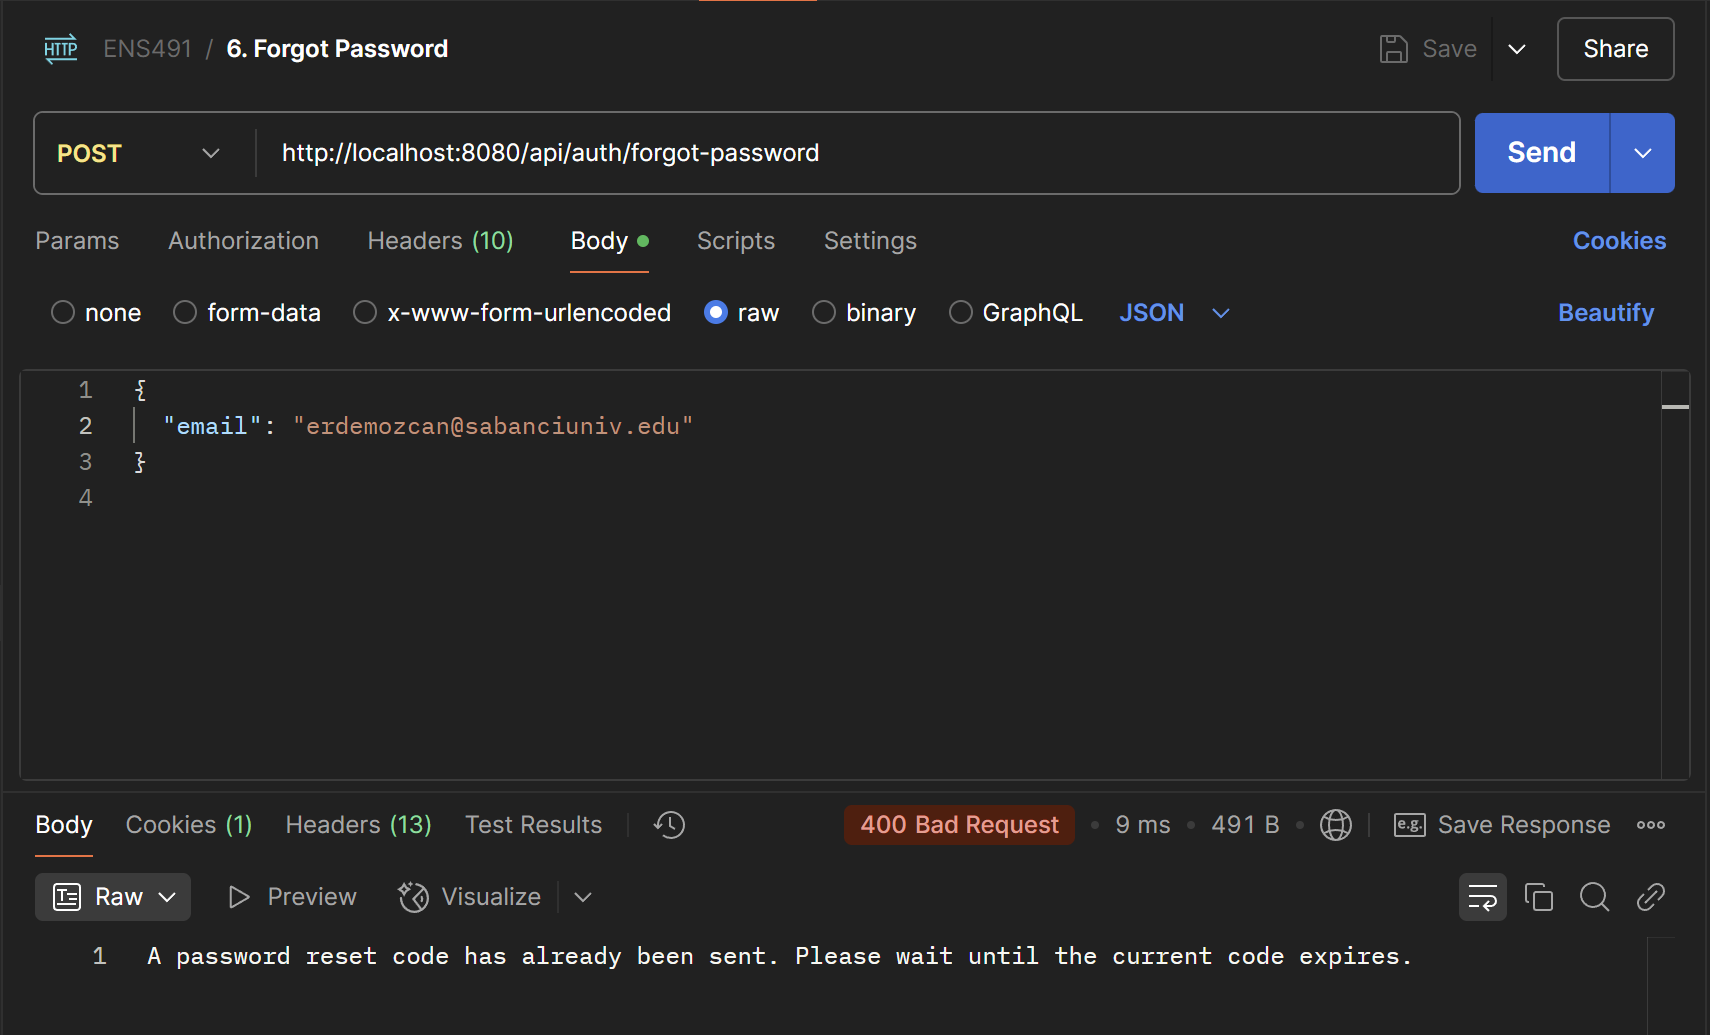 HTTP ENS491 / 6. Forgot Password Save Share
POST http://localhost:8080/api/auth/forgot-password Send
Params Authorization Headers (10) Body Scripts Settings Cookies
none form-data x-www-form-urlencoded raw binary GraphQL JSON Beautify
1 {
2 "email": "erdemozcan@sabanciuniv.edu"
3 }
4
Body Cookies (1) Headers (13) Test Results 400 Bad Request • 9 ms • 491 B • e.g. Save Response
Raw Preview Visualize
1 A password reset code has already been sent. Please wait until the current code expires.